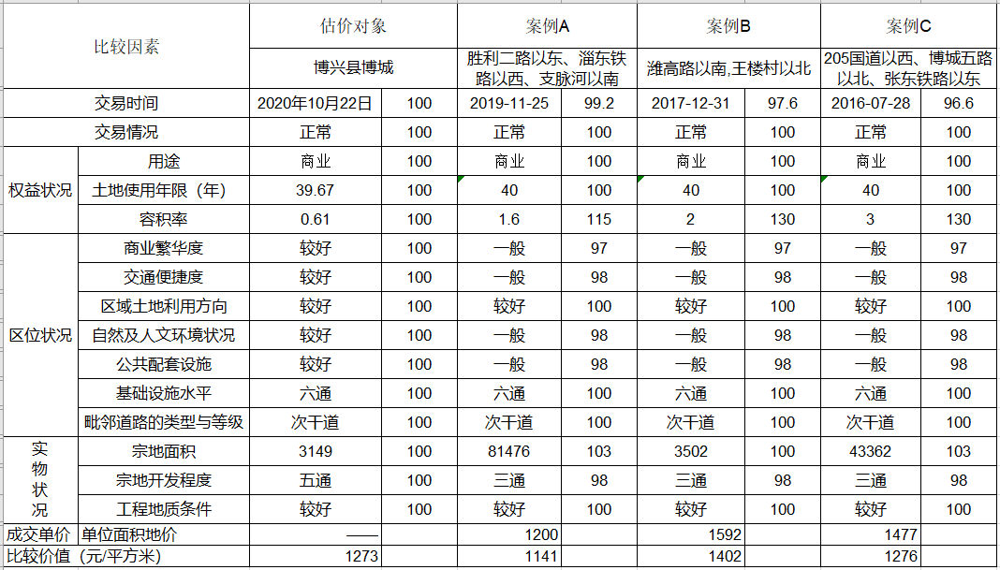 比较因素 估价对象 案例A 案例B 案例C
博兴县博城 胜利二路以东、淄东铁路以西、支脉河以南 潍高路以南,王楼村以北 205国道以西、博城五路以北、张东铁路以东
交易时间 2020年10月22日 100 2019-11-25 99.2 2017-12-31 97.6 2016-07-28 96.6
交易情况 正常 100 正常 100 正常 100 正常 100
权益状况 用途 商业 100 商业 100 商业 100 商业 100
土地使用年限（年） 39.67 100 40 100 40 100 40 100
容积率 0.61 100 1.6 115 2 130 3 130
区位状况 商业繁华度 较好 100 一般 97 一般 97 一般 97
交通便捷度 较好 100 一般 98 一般 98 一般 98
区域土地利用方向 较好 100 较好 100 较好 100 较好 100
自然及人文环境状况 较好 100 一般 98 一般 98 一般 98
公共配套设施 较好 100 一般 98 一般 98 一般 98
基础设施水平 六通 100 六通 100 六通 100 六通 100
毗邻道路的类型与等级 次干道 100 次干道 100 次干道 100 次干道 100
实物状况 宗地面积 3149 100 81476 103 3502 100 43362 103
宗地开发程度 五通 100 三通 98 三通 98 三通 98
工程地质条件 较好 100 较好 100 较好 100 较好 100
成交单价 单位面积地价 —— 1200 1592 1477
比较价值（元/平方米） 1273 1141 1402 1276